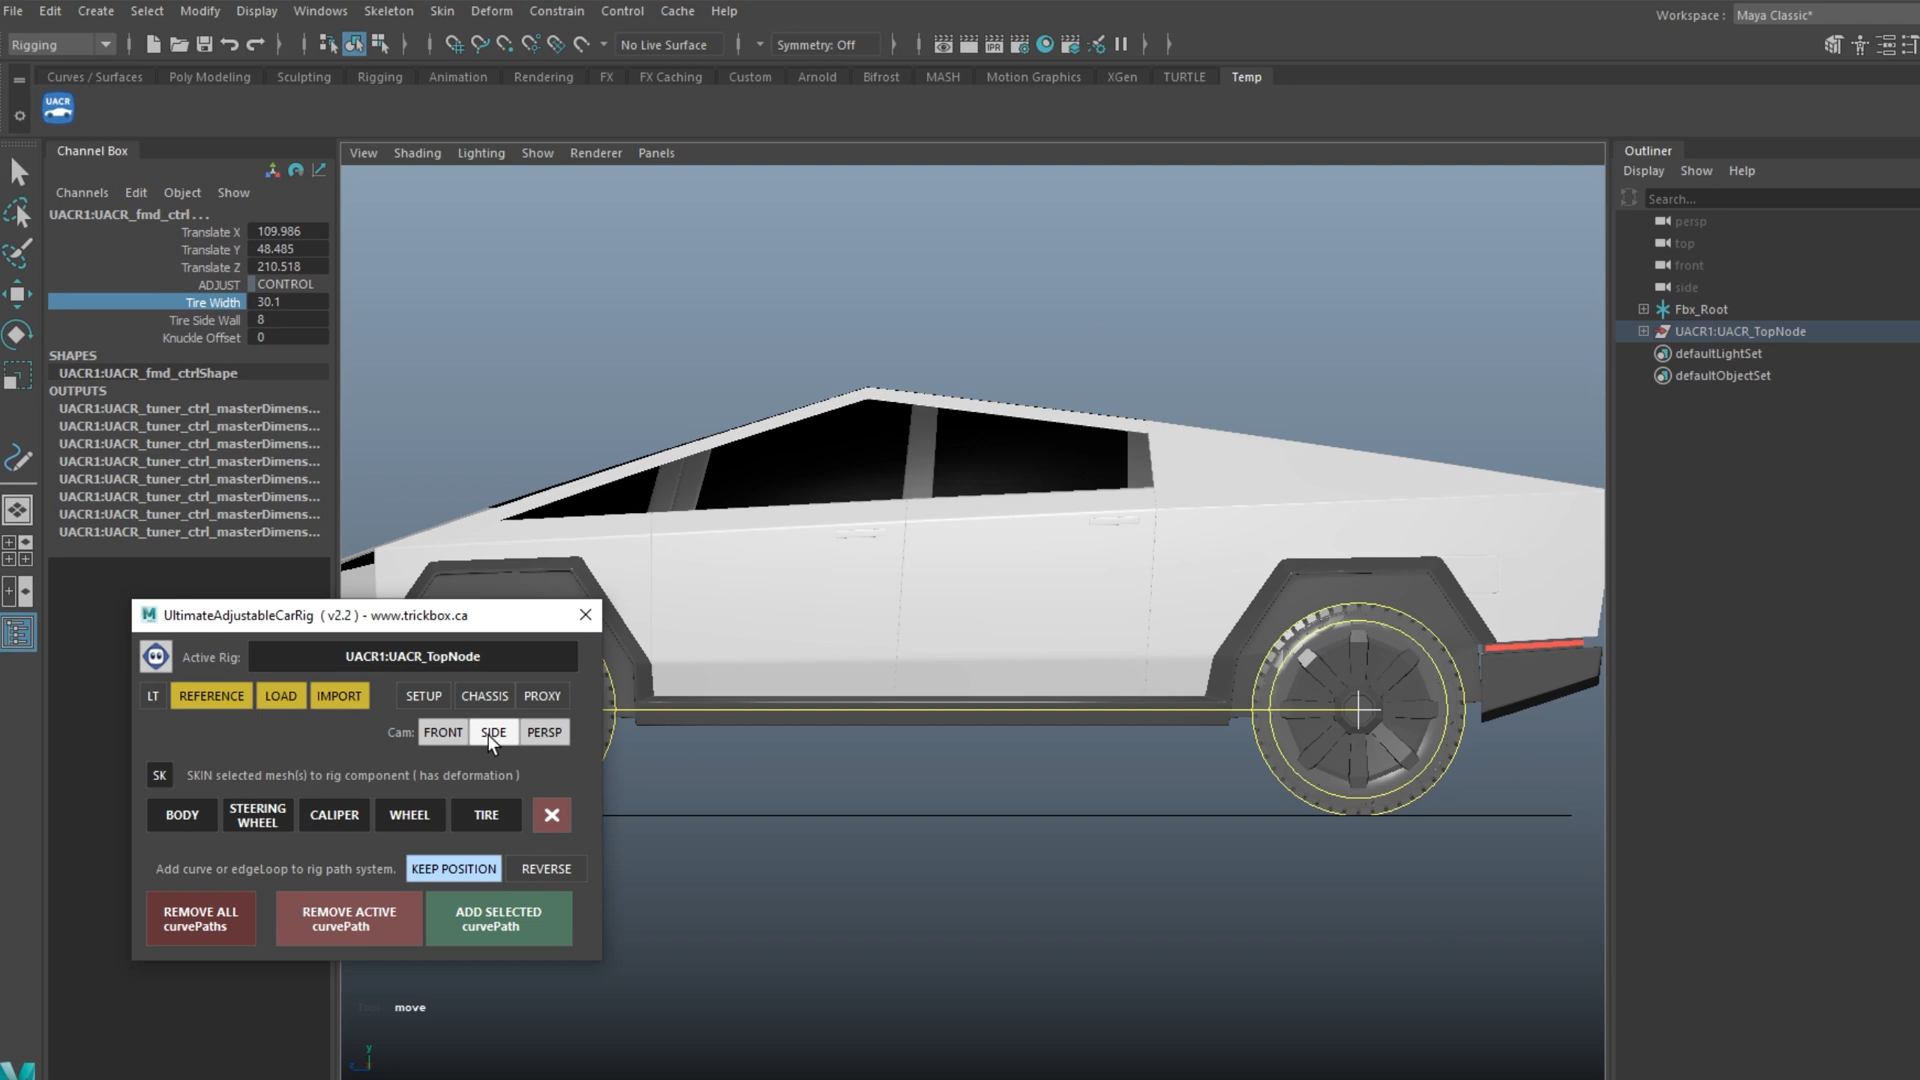 File Edit Create Select Modify Display Windows Skeleton Skin Deform Constrain Control Cache Help
Workspace : Maya Classic*
Rigging No Live Surface Symmetry: Off
IPR
Curves / Surfaces Poly Modeling Sculpting Rigging Animation Rendering FX FX Caching Custom Arnold Bifrost MASH Motion Graphics XGen TURTLE Temp
UACR
Channel Box
Channels Edit Object Show
UACR1:UACR_fmd_ctrl...
Translate X 109.986
Translate Y 48.485
Translate Z 210.518
ADJUST CONTROL
Tire Width 30.1
Tire Side Wall 8
Knuckle Offset 0
SHAPES
UACR1:UACR_fmd_ctrlShape
OUTPUTS
UACR1:UACR_tuner_ctrl_masterDimens...
UACR1:UACR_tuner_ctrl_masterDimens...
UACR1:UACR_tuner_ctrl_masterDimens...
UACR1:UACR_tuner_ctrl_masterDimens...
UACR1:UACR_tuner_ctrl_masterDimens...
UACR1:UACR_tuner_ctrl_masterDimens...
UACR1:UACR_tuner_ctrl_masterDimens...
UACR1:UACR_tuner_ctrl_masterDimens...
View Shading Lighting Show Renderer Panels
UltimateAdjustableCarRig ( v2.2 ) - www.trickbox.ca
Active Rig: UACR1:UACR_TopNode
LT REFERENCE LOAD IMPORT SETUP CHASSIS PROXY
Cam: FRONT SIDE PERSP
SK SKIN selected mesh(s) to rig component ( has deformation )
BODY STEERING WHEEL CALIPER WHEEL TIRE
Add curve or edgeLoop to rig path system. KEEP POSITION REVERSE
REMOVE ALL curvePaths REMOVE ACTIVE curvePath ADD SELECTED curvePath
move
y
Outliner
Display Show Help
Search...
persp
top
front
side
Fbx_Root
UACR1:UACR_TopNode
defaultLightSet
defaultObjectSet